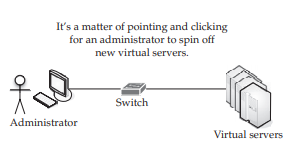 It's a matter of pointing and clicking
for an administrator to spin off
new virtual servers.
Switch
Administrator
Virtual servers